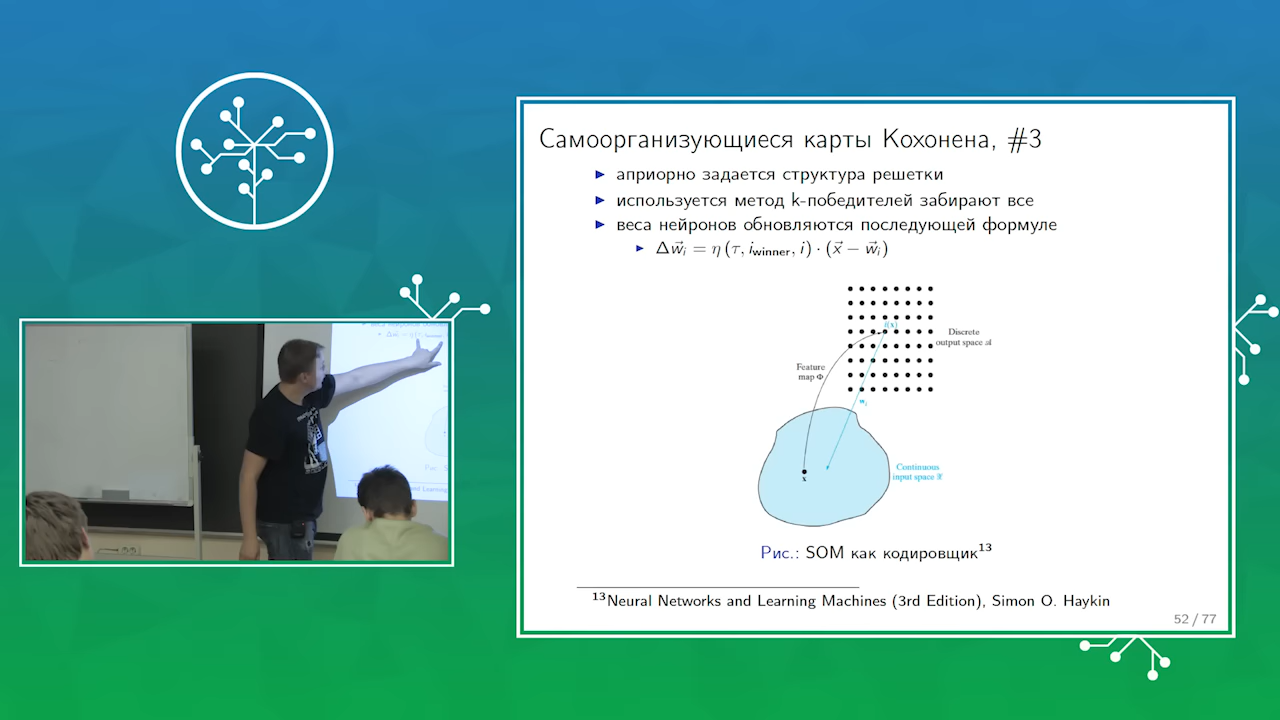 Самоорганизующиеся карты Кохонена, #3
▶ априорно задается структура решетки
▶ используется метод k-победителей забирают все
▶ веса нейронов обновляются последующей формуле
▶ Δw⃗ᵢ = η (τ, i_winner, i) · (x⃗ − w⃗ᵢ)
i(x)
Discrete
output space 𝒜
Feature
map Φ
wᵢ
x
Continuous
input space 𝒳
Рис.: SOM как кодировщик¹³
¹³Neural Networks and Learning Machines (3rd Edition), Simon O. Haykin
52 / 77